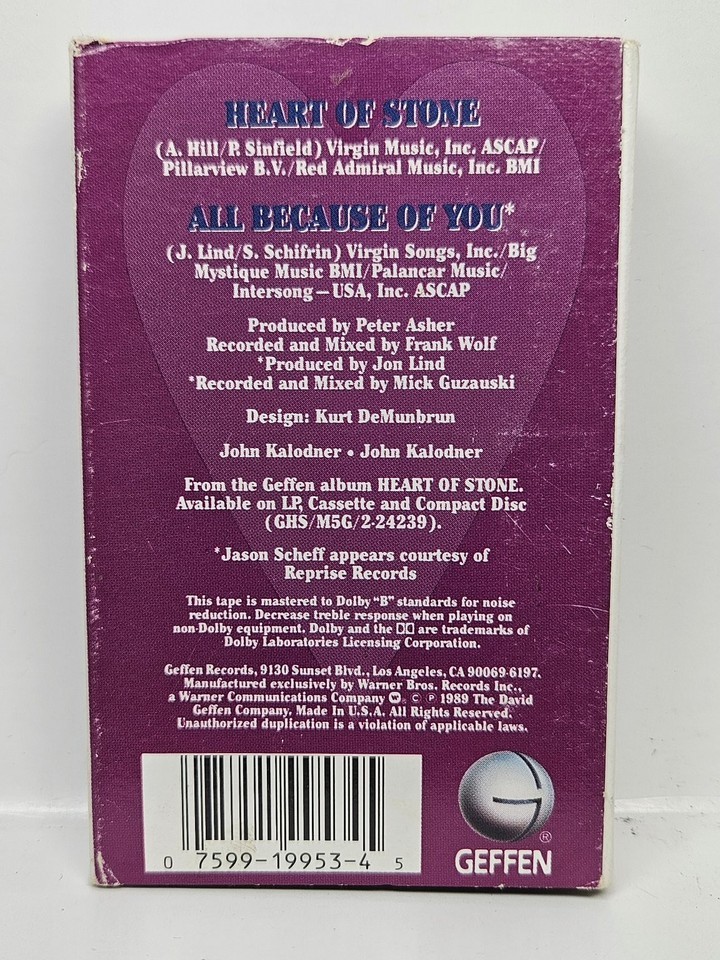 HEART OF STONE
(A. Hill/P. Sinfield) Virgin Music, Inc. ASCAP/
Pillarview B.V./Red Admiral Music, Inc. BMI
ALL BECAUSE OF YOU*
(J. Lind/S. Schifrin) Virgin Songs, Inc./Big
Mystique Music BMI/Palancar Music/
Intersong—USA, Inc. ASCAP
Produced by Peter Asher
Recorded and Mixed by Frank Wolf
*Produced by Jon Lind
*Recorded and Mixed by Mick Guzauski
Design: Kurt DeMunbrun
John Kalodner • John Kalodner
From the Geffen album HEART OF STONE.
Available on LP, Cassette and Compact Disc
(GHS/M5G/2-24239).
*Jason Scheff appears courtesy of
Reprise Records
This tape is mastered to Dolby "B" standards for noise
reduction. Decrease treble response when playing on
non-Dolby equipment. Dolby and the are trademarks of
Dolby Laboratories Licensing Corporation.
Geffen Records, 9130 Sunset Blvd., Los Angeles, CA 90069-6197.
Manufactured exclusively by Warner Bros. Records Inc.,
a Warner Communications Company Ⓦ. © Ⓟ 1989 The David
Geffen Company. Made In U.S.A. All Rights Reserved.
Unauthorized duplication is a violation of applicable laws.
0 7599-19953-4 5
®
GEFFEN